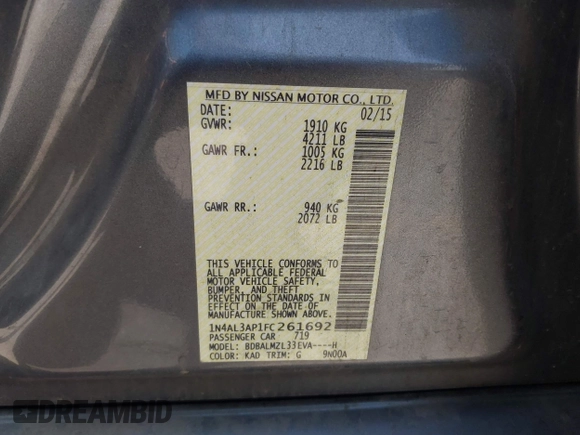 MFD BY NISSAN MOTOR CO., LTD.
DATE: 02/15
GVWR: 1910 KG
4211 LB
GAWR FR.: 1005 KG
2216 LB
GAWR RR.: 940 KG
2072 LB
THIS VEHICLE CONFORMS TO
ALL APPLICABLE FEDERAL
MOTOR VEHICLE SAFETY,
BUMPER, AND THEFT
PREVENTION STANDARDS IN
EFFECT ON THE DATE OF
MANUFACTURE SHOWN ABOVE.
1N4AL3AP1FC261692
PASSENGER CAR 719
MODEL: BDBALMZL33EVA----H
COLOR: KAD TRIM: G 9N00A
DREAMBID